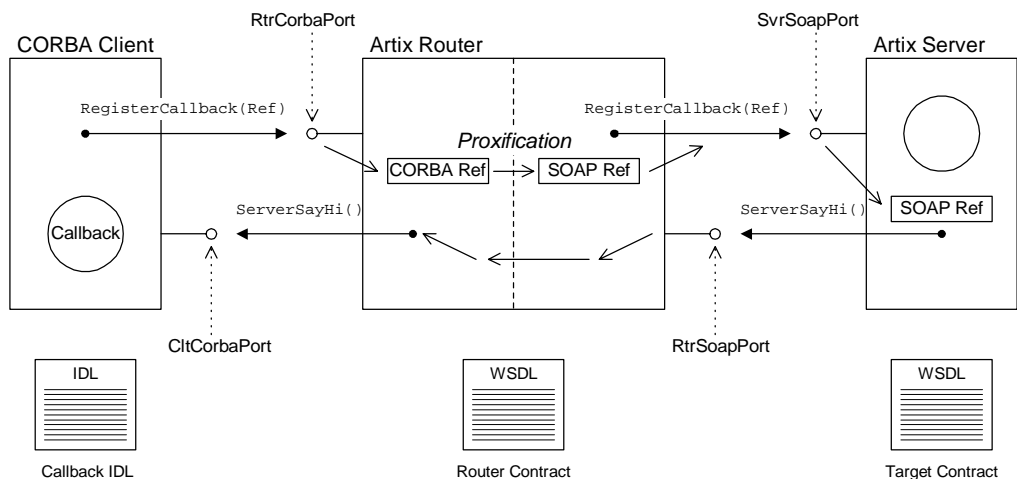 RtrCorbaPort
SvrSoapPort
CORBA Client
Artix Router
Artix Server
RegisterCallback(Ref)
RegisterCallback(Ref)
Proxification
CORBA Ref
SOAP Ref
SOAP Ref
ServerSayHi()
ServerSayHi()
Callback
CltCorbaPort
RtrSoapPort
IDL
WSDL
WSDL
Callback IDL
Router Contract
Target Contract